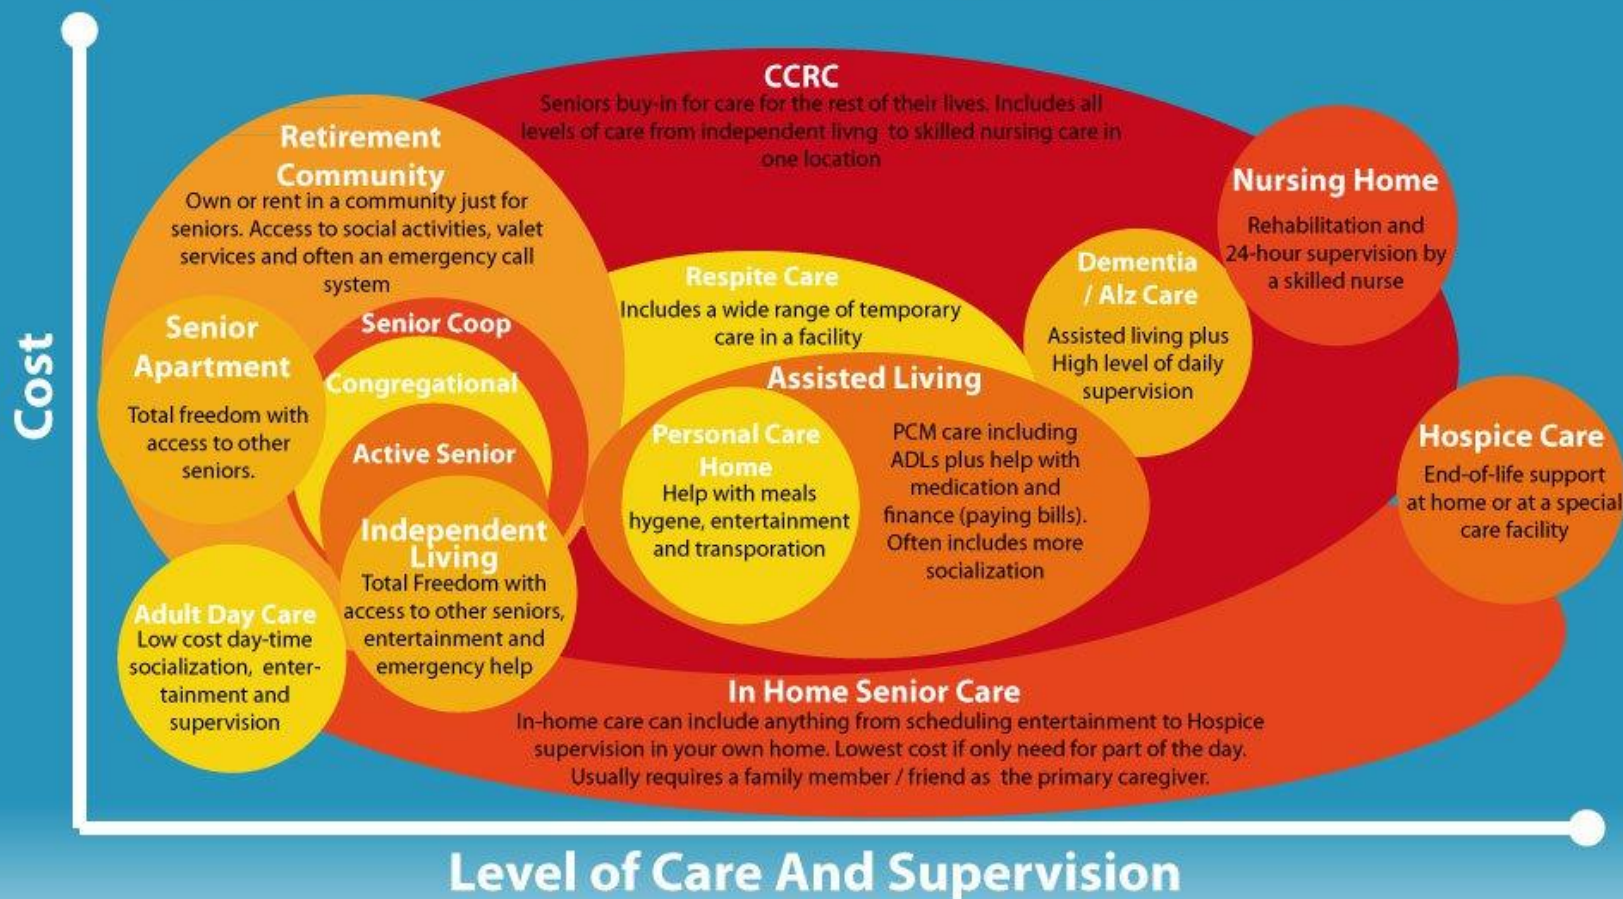 CCRC
Seniors buy-in for care for the rest of their lives. Includes all
levels of care from independent livng to skilled nursing care in
one location
Retirement
Community
Own or rent in a community just for
seniors. Access to social activities, valet
services and often an emergency call
system
Nursing Home
Rehabilitation and
24-hour supervision by
a skilled nurse
Respite Care
Includes a wide range of temporary
care in a facility
Dementia
/ Alz Care
Assisted living plus
High level of daily
supervision
Senior
Apartment
Total freedom with
access to other
seniors.
Senior Coop
Congregational
Active Senior
Independent
Living
Total Freedom with
access to other seniors,
entertainment and
emergency help
Assisted Living
PCM care including
ADLs plus help with
medication and
finance (paying bills).
Often includes more
socialization
Personal Care
Home
Help with meals
hygene, entertainment
and transporation
Hospice Care
End-of-life support
at home or at a special
care facility
Adult Day Care
Low cost day-time
socialization, enter-
tainment and
supervision
In Home Senior Care
In-home care can include anything from scheduling entertainment to Hospice
supervision in your own home. Lowest cost if only need for part of the day.
Usually requires a family member / friend as the primary caregiver.
Cost
Level of Care And Supervision